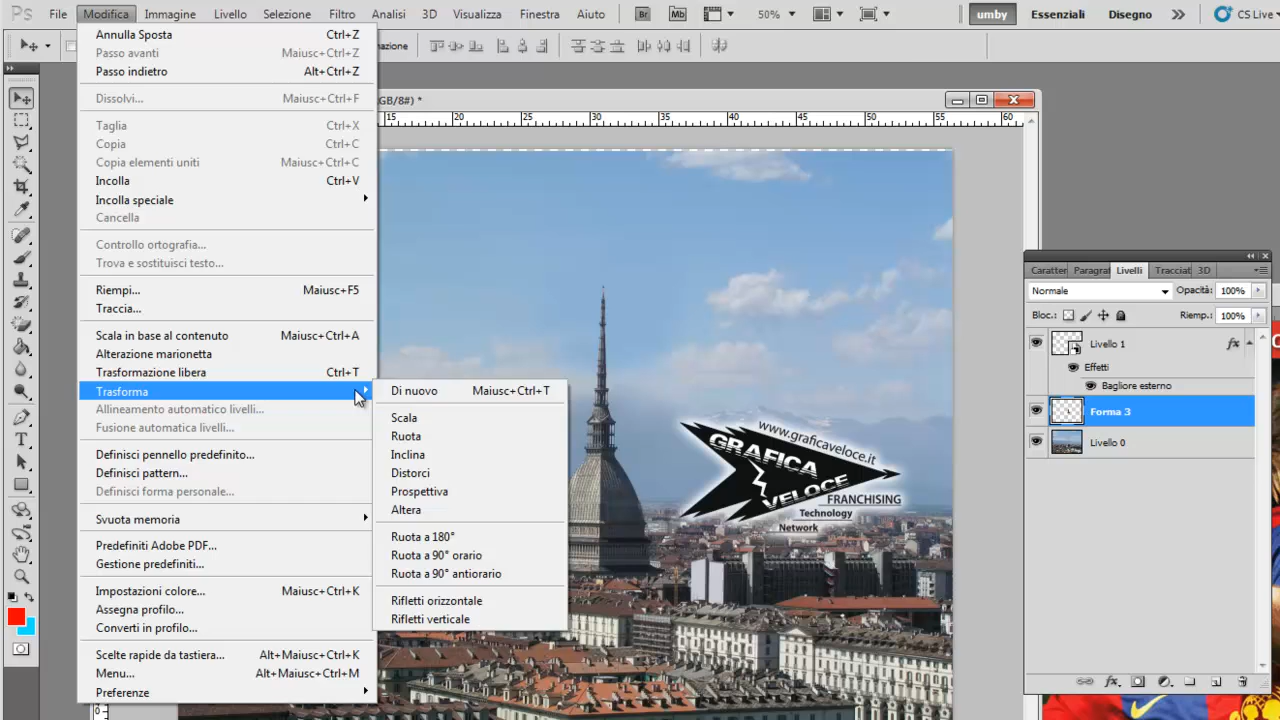 Ps File Modifica Immagine Livello Selezione Filtro Analisi 3D Visualizza Finestra Aiuto Br Mb 50% umby Essenziali Disegno CS Live
nazione
GB/8#) *
15 20 25 30 35 40 45 50 55 60
Annulla Sposta Ctrl+Z
Passo avanti Maiusc+Ctrl+Z
Passo indietro Alt+Ctrl+Z
Dissolvi... Maiusc+Ctrl+F
Taglia Ctrl+X
Copia Ctrl+C
Copia elementi uniti Maiusc+Ctrl+C
Incolla Ctrl+V
Incolla speciale
Cancella
Controllo ortografia...
Trova e sostituisci testo...
Riempi... Maiusc+F5
Traccia...
Scala in base al contenuto Maiusc+Ctrl+A
Alterazione marionetta
Trasformazione libera Ctrl+T
Trasforma
Allineamento automatico livelli...
Fusione automatica livelli...
Definisci pennello predefinito...
Definisci pattern...
Definisci forma personale...
Svuota memoria
Predefiniti Adobe PDF...
Gestione predefiniti...
Impostazioni colore... Maiusc+Ctrl+K
Assegna profilo...
Converti in profilo...
Scelte rapide da tastiera... Alt+Maiusc+Ctrl+K
Menu... Alt+Maiusc+Ctrl+M
Preferenze
Di nuovo Maiusc+Ctrl+T
Scala
Ruota
Inclina
Distorci
Prospettiva
Altera
Ruota a 180°
Ruota a 90° orario
Ruota a 90° antiorario
Rifletti orizzontale
Rifletti verticale
www.graficaveloce.it
GRAFICA
VELOCE
FRANCHISING
Technology
Network
Caratter Paragraf Livelli Tracciat 3D
Normale Opacità: 100%
Bloc.: Riemp.: 100%
Livello 1 fx
Effetti
Bagliore esterno
Forma 3
Livello 0
fx
T
0